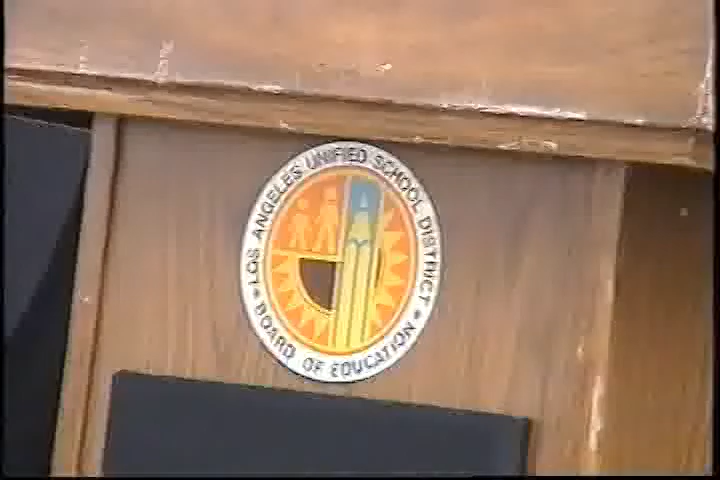 LOS ANGELES UNIFIED SCHOOL DISTRICT
BOARD OF EDUCATION